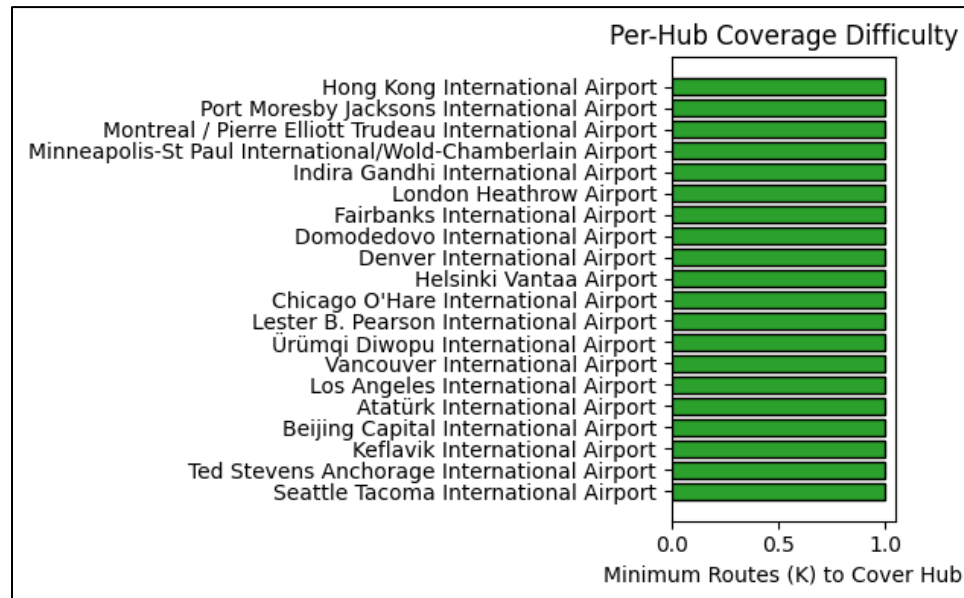 Per-Hub Coverage Difficulty
Hong Kong International Airport
Port Moresby Jacksons International Airport
Montreal / Pierre Elliott Trudeau International Airport
Minneapolis-St Paul International/Wold-Chamberlain Airport
Indira Gandhi International Airport
London Heathrow Airport
Fairbanks International Airport
Domodedovo International Airport
Denver International Airport
Helsinki Vantaa Airport
Chicago O'Hare International Airport
Lester B. Pearson International Airport
Ürümqi Diwopu International Airport
Vancouver International Airport
Los Angeles International Airport
Atatürk International Airport
Beijing Capital International Airport
Keflavik International Airport
Ted Stevens Anchorage International Airport
Seattle Tacoma International Airport
0.0 0.5 1.0
Minimum Routes (K) to Cover Hub